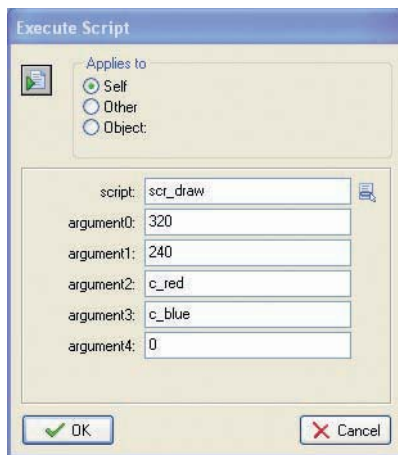 Execute Script
Applies to
Self
Other
Object:
script: scr_draw
argument0: 320
argument1: 240
argument2: c_red
argument3: c_blue
argument4: 0
OK Cancel